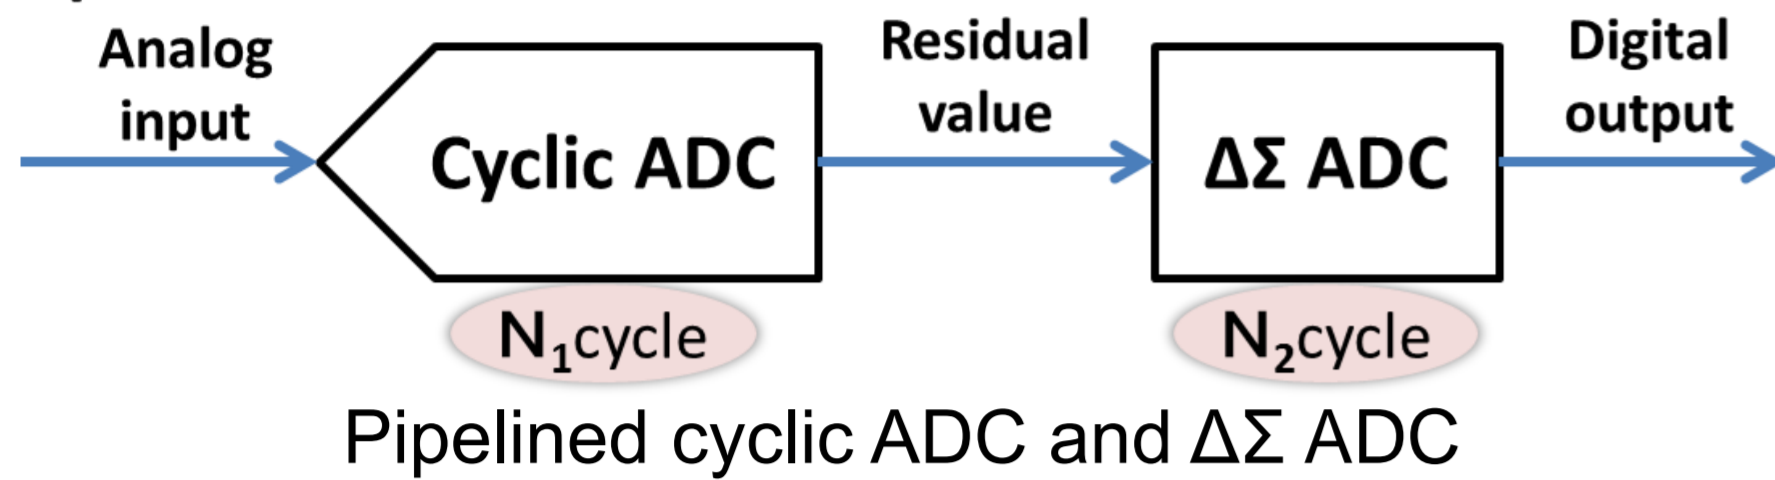 Analog
input
Cyclic ADC
Residual
value
ΔΣ ADC
Digital
output
N₁cycle
N₂cycle
Pipelined cyclic ADC and ΔΣ ADC